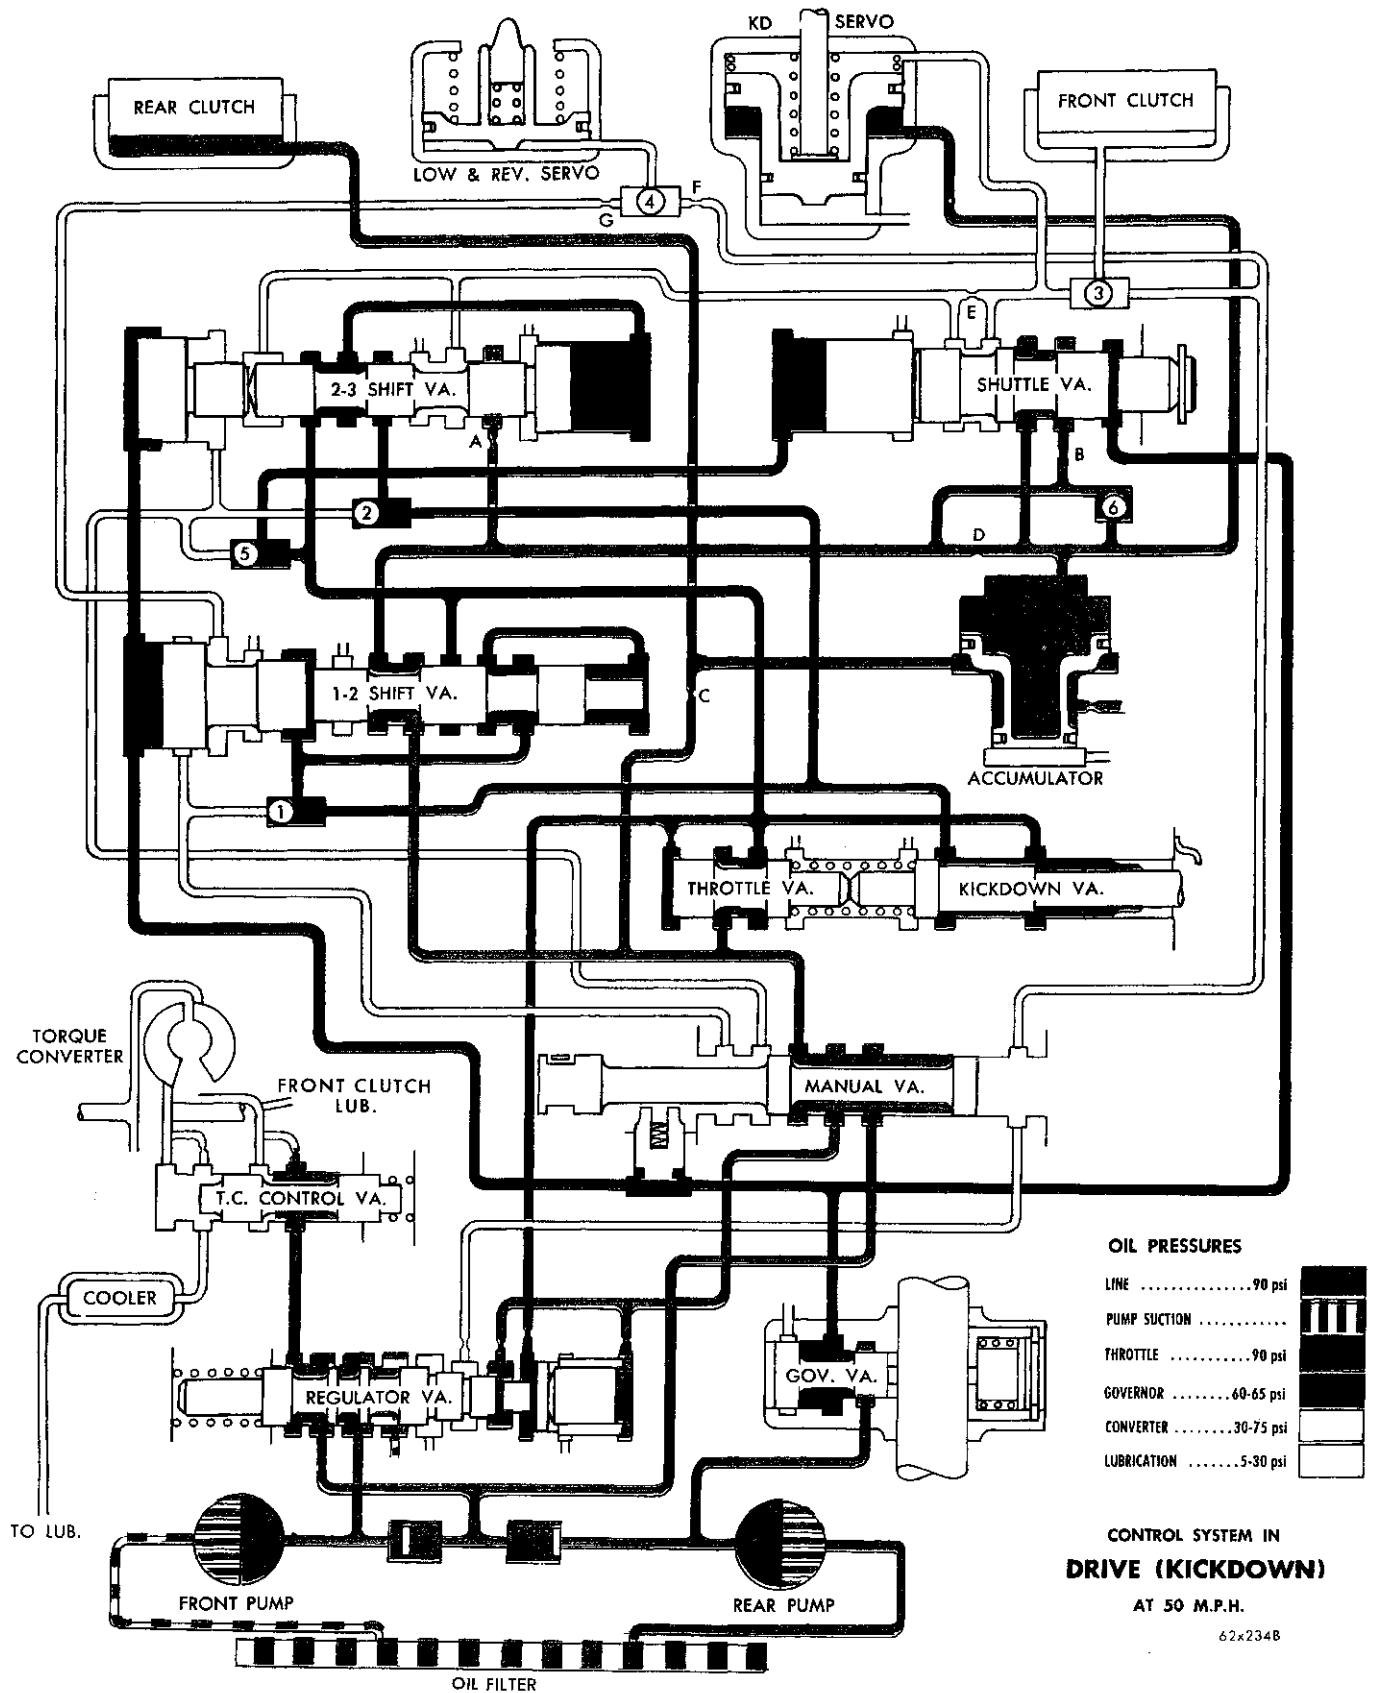 KD SERVO
REAR CLUTCH
FRONT CLUTCH
LOW & REV. SERVO
4
F
G
3
E
2-3 SHIFT VA.
SHUTTLE VA.
A
B
2
6
5
D
1-2 SHIFT VA.
C
ACCUMULATOR
1
THROTTLE VA.
KICKDOWN VA.
TORQUE
CONVERTER
FRONT CLUTCH
LUB.
MANUAL VA.
T.C. CONTROL VA.
COOLER
OIL PRESSURES
LINE ...............90 psi
PUMP SUCTION ............
THROTTLE ...........90 psi
GOVERNOR ........60-65 psi
CONVERTER ........30-75 psi
LUBRICATION .......5-30 psi
GOV. VA.
REGULATOR VA.
TO LUB.
FRONT PUMP
REAR PUMP
OIL FILTER
CONTROL SYSTEM IN
DRIVE (KICKDOWN)
AT 50 M.P.H.
62x234B